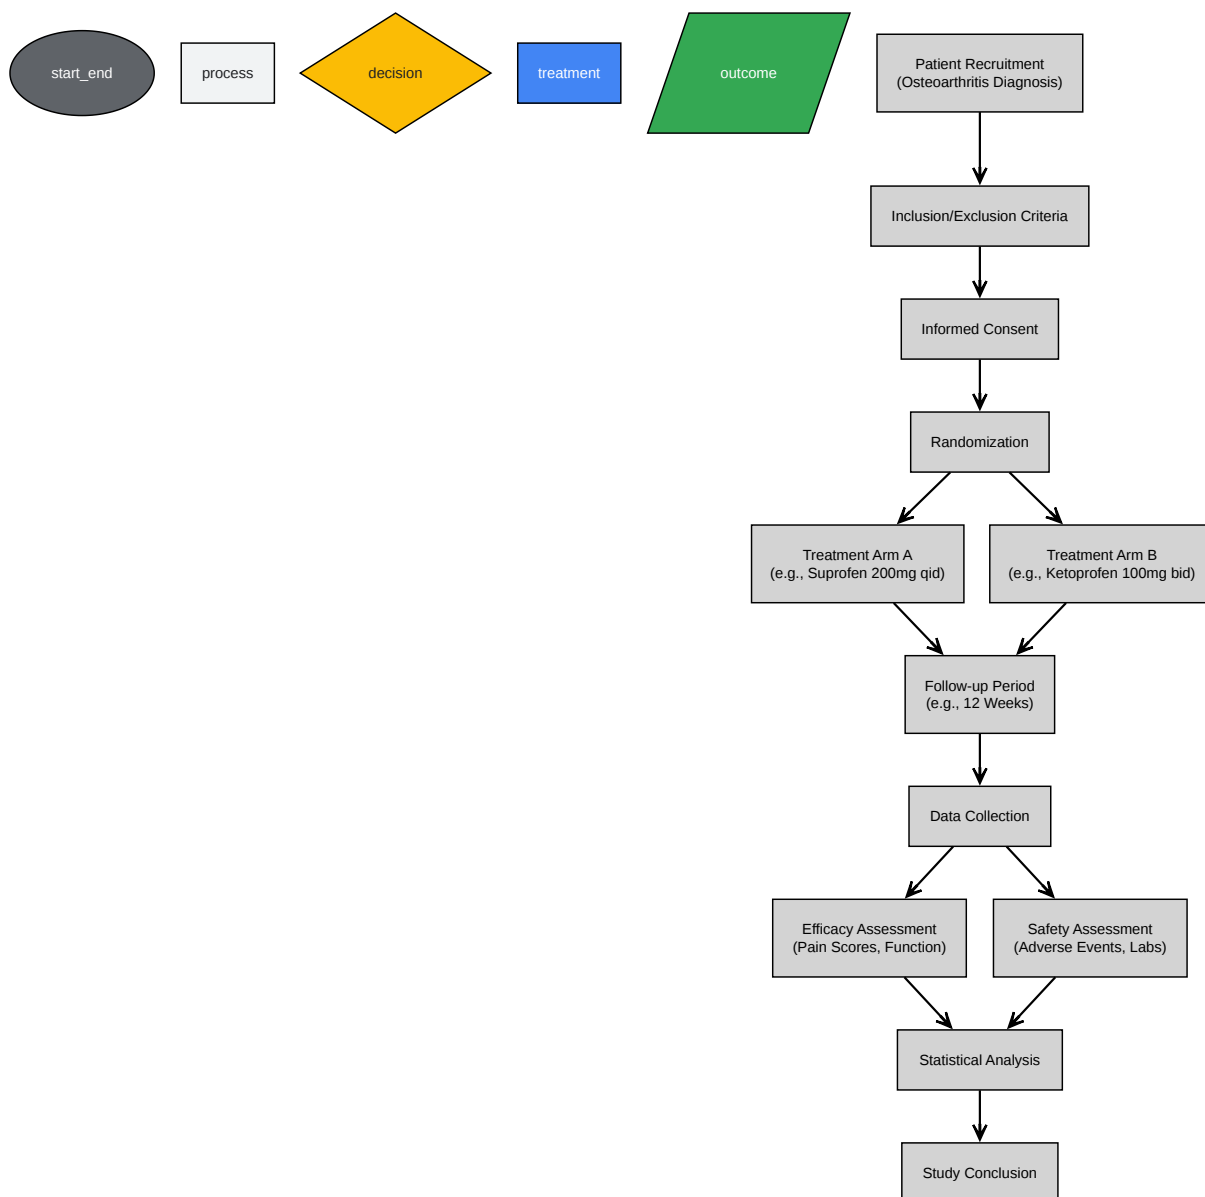 start_end
process
decision
treatment
outcome
Patient Recruitment
(Osteoarthritis Diagnosis)
Inclusion/Exclusion Criteria
Informed Consent
Randomization
Treatment Arm A
(e.g., Suprofen 200mg qid)
Treatment Arm B
(e.g., Ketoprofen 100mg bid)
Follow-up Period
(e.g., 12 Weeks)
Data Collection
Efficacy Assessment
(Pain Scores, Function)
Safety Assessment
(Adverse Events, Labs)
Statistical Analysis
Study Conclusion